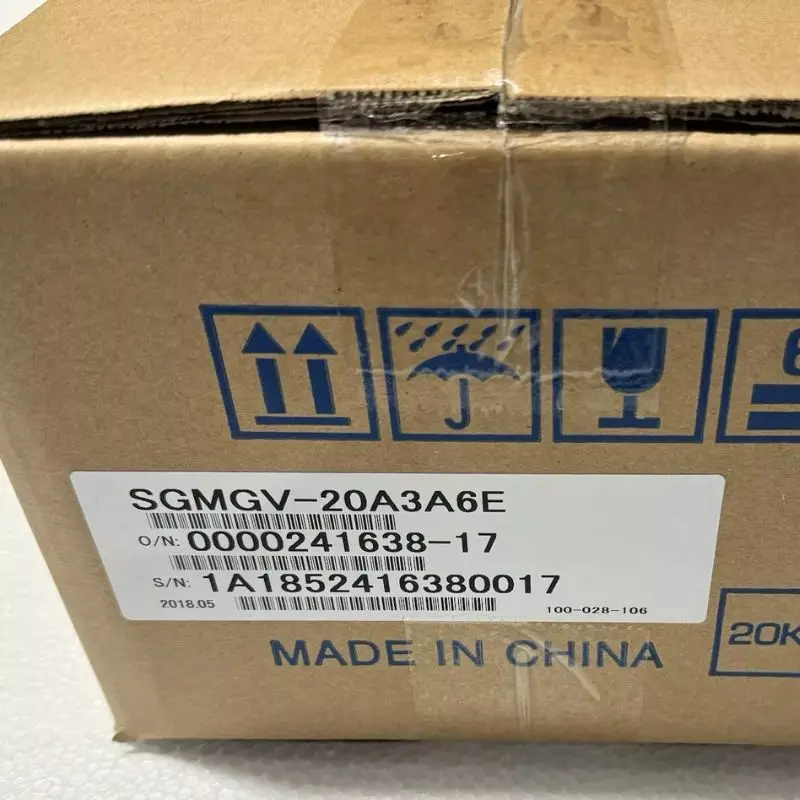 SGMGV-20A3A6E
O/N: 0000241638-17
S/N: 1A1852416380017
2018.05 100-028-106
MADE IN CHINA
20K